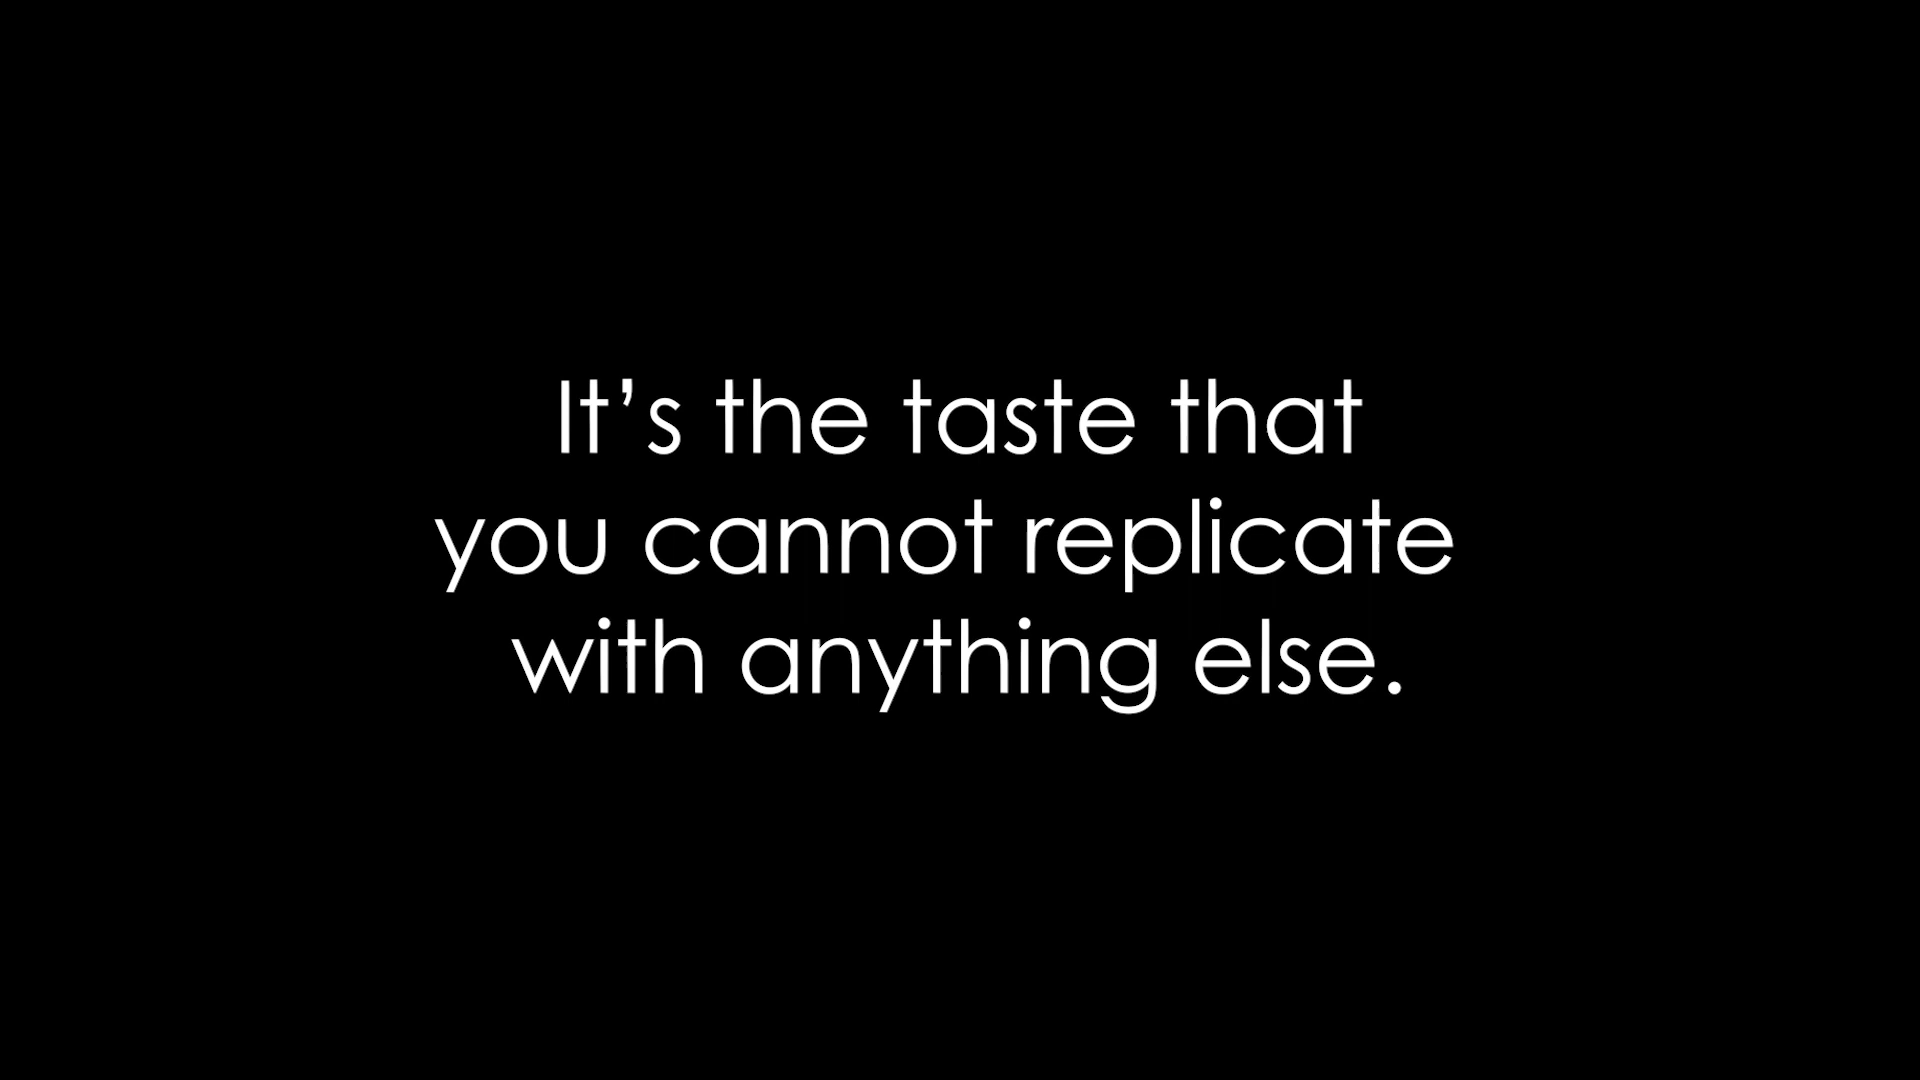 It’s the taste that
you cannot replicate
with anything else.